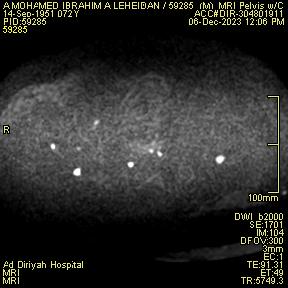 A MOHAMED IBRAHIM A LEHEIDAN / 59285 (M) MRI Pelvis w/C
14-Sep-1951 072Y ACC#DIR-304801911
PID:59285 06-Dec-2023 12:06 PM
59285
R
100mm
DWI_b2000
SE:1701
IM:104
DFOV:300
3mm
EC:1
Ad Diriyah Hospital TE:91.31
MRI ET:49
MRI TR:5749.3